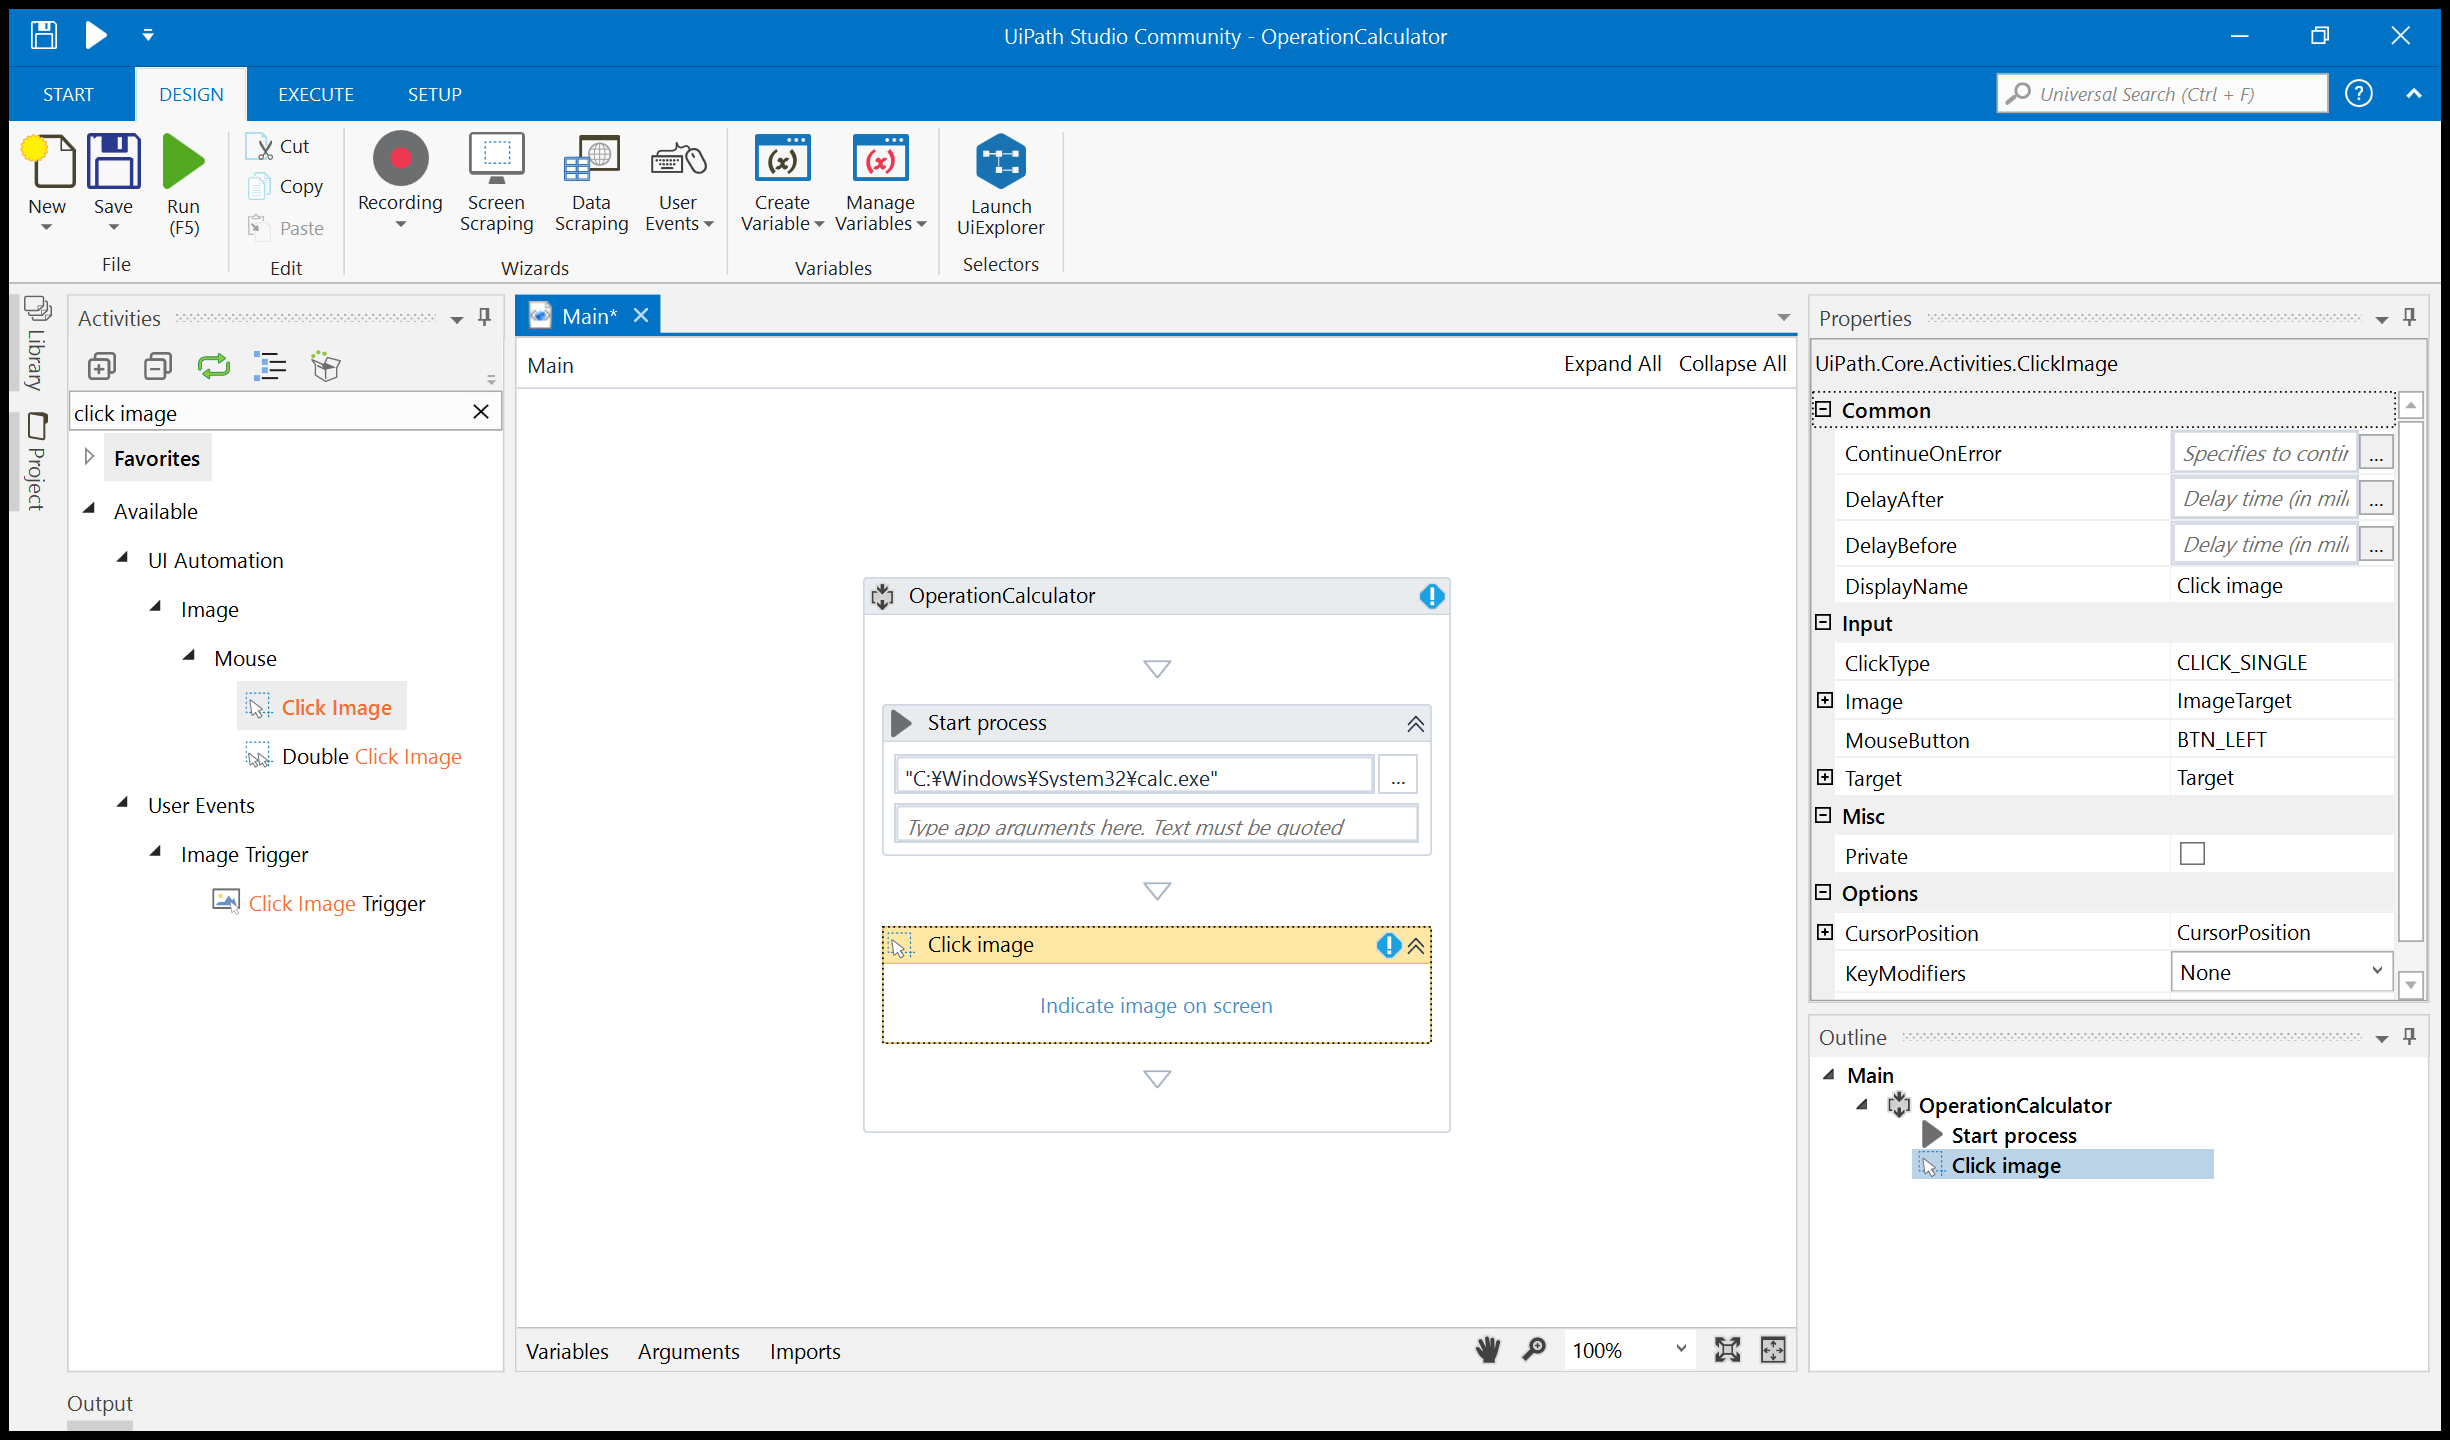 UiPath Studio Community - OperationCalculator
START
DESIGN
EXECUTE
SETUP
Universal Search (Ctrl + F)
New
Save
Run
(F5)
File
Cut
Copy
Paste
Edit
Recording
Screen
Scraping
Data
Scraping
User
Events
Wizards
Create
Variable
Manage
Variables
Variables
Launch
UiExplorer
Selectors
Library
Project
Activities
click image
Favorites
Available
UI Automation
Image
Mouse
Click Image
Double Click Image
User Events
Image Trigger
Click Image Trigger
Main*
Main
Expand All
Collapse All
OperationCalculator
Start process
"C:¥Windows¥System32¥calc.exe"
...
Type app arguments here. Text must be quoted
Click image
Indicate image on screen
Variables
Arguments
Imports
100%
Properties
UiPath.Core.Activities.ClickImage
Common
ContinueOnError
Specifies to contin
...
DelayAfter
Delay time (in mill
...
DelayBefore
Delay time (in mill
...
DisplayName
Click image
Input
ClickType
CLICK_SINGLE
Image
ImageTarget
MouseButton
BTN_LEFT
Target
Target
Misc
Private
Options
CursorPosition
CursorPosition
KeyModifiers
None
Outline
Main
OperationCalculator
Start process
Click image
Output